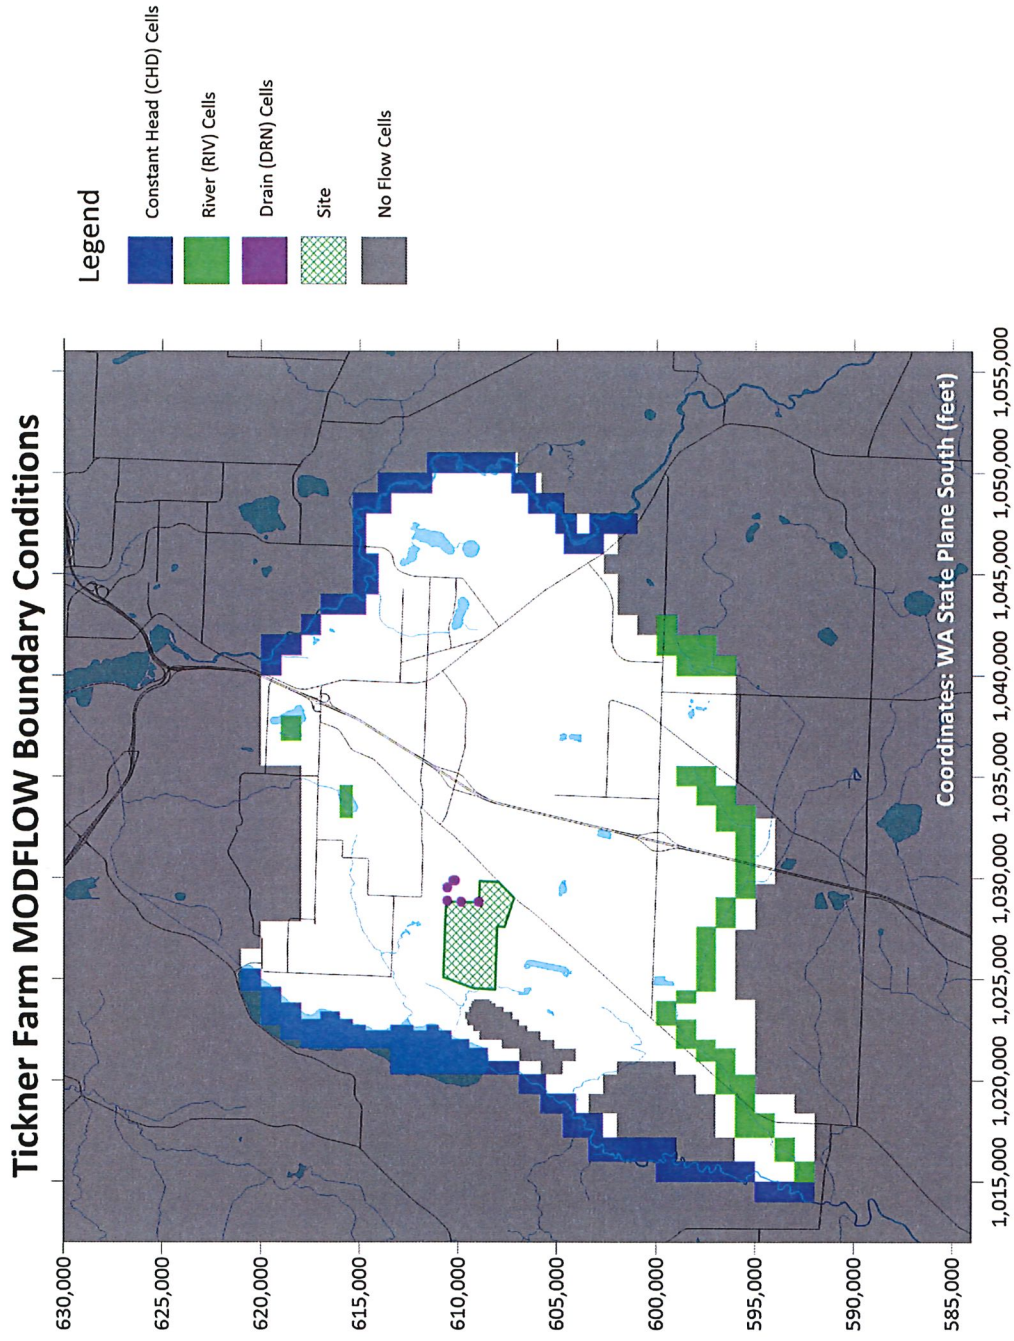 Tickner Farm MODFLOW Boundary Conditions
630,000
625,000
620,000
615,000
610,000
605,000
600,000
595,000
590,000
585,000
1,015,000 1,020,000 1,025,000 1,030,000 1,035,000 1,040,000 1,045,000 1,050,000 1,055,000
Coordinates: WA State Plane South (feet)
Legend
Constant Head (CHD) Cells
River (RIV) Cells
Drain (DRN) Cells
Site
No Flow Cells